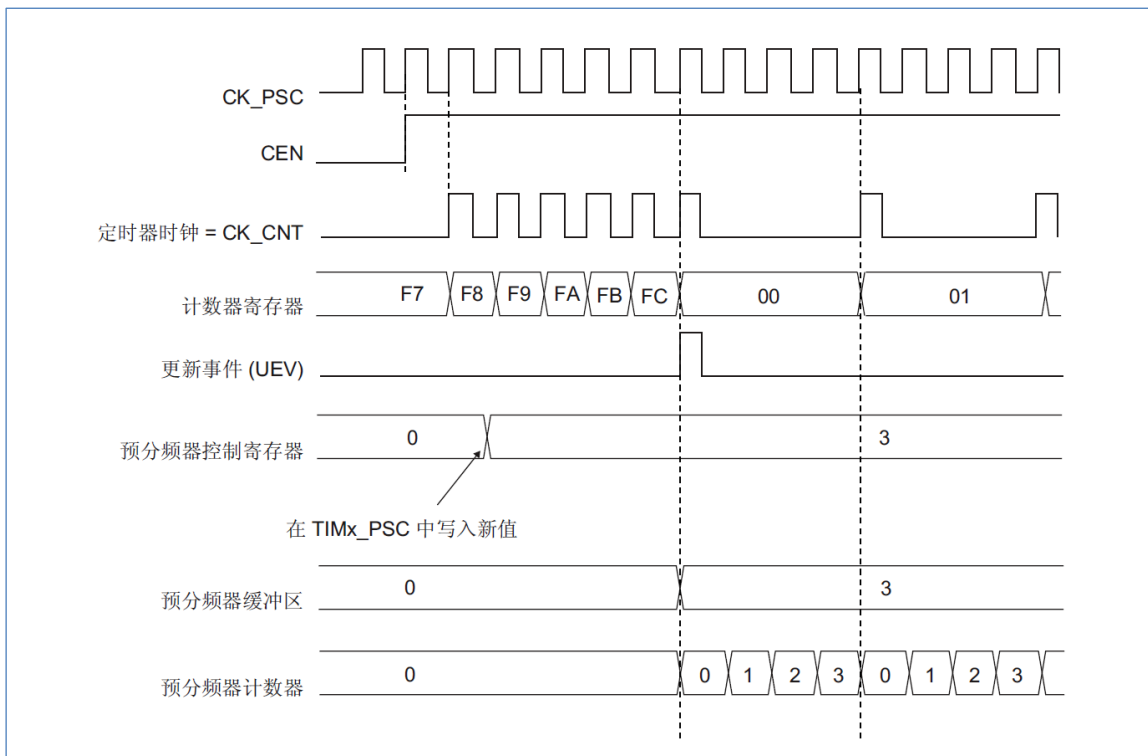 CK_PSC
CEN
定时器时钟 = CK_CNT
计数器寄存器 F7 F8 F9 FA FB FC 00 01
更新事件 (UEV)
预分频器控制寄存器 0 3
在 TIMx_PSC 中写入新值
预分频器缓冲区 0 3
预分频器计数器 0 0 1 2 3 0 1 2 3